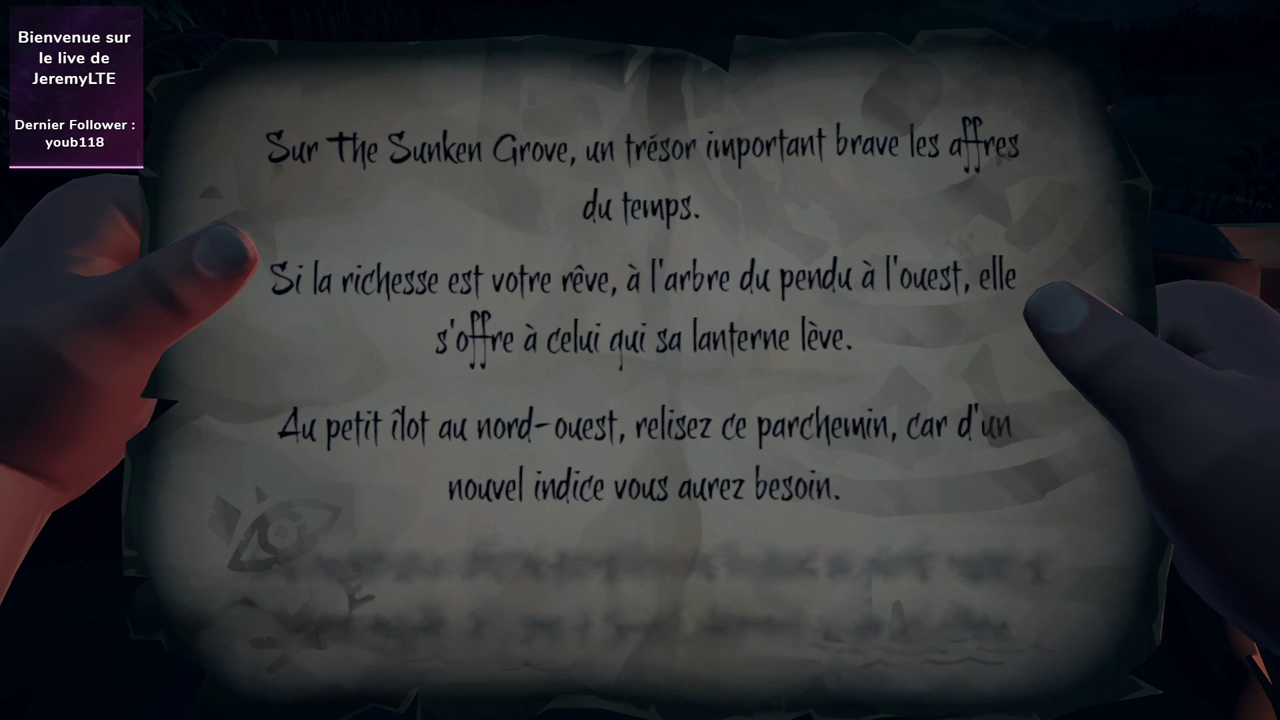 Bienvenue sur
le live de
JeremyLTE
Dernier Follower :
youb118
Sur The Sunken Grove, un trésor important brave les affres
du temps.
Si la richesse est votre rêve, à l'arbre du pendu à l'ouest, elle
s'offre à celui qui sa lanterne lève.
Au petit îlot au nord-ouest, relisez ce parchemin, car d'un
nouvel indice vous aurez besoin.